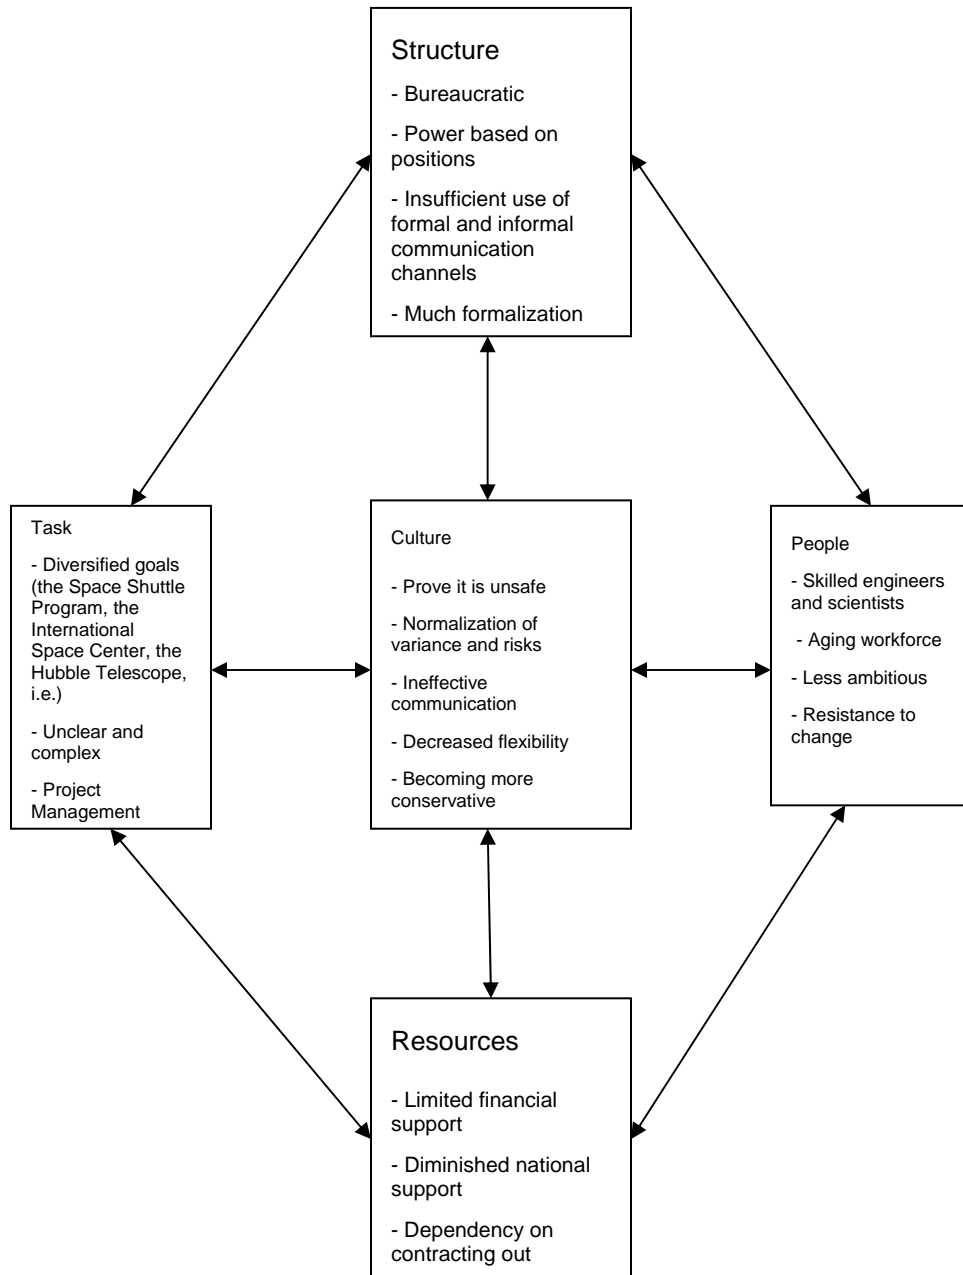 Structure
- Bureaucratic
- Power based on
positions
- Insufficient use of
formal and informal
communication
channels
- Much formalization
Task
- Diversified goals
(the Space Shuttle
Program, the
International
Space Center, the
Hubble Telescope,
i.e.)
- Unclear and
complex
- Project
Management
Culture
- Prove it is unsafe
- Normalization of
variance and risks
- Ineffective
communication
- Decreased flexibility
- Becoming more
conservative
People
- Skilled engineers
and scientists
- Aging workforce
- Less ambitious
- Resistance to
change
Resources
- Limited financial
support
- Diminished national
support
- Dependency on
contracting out